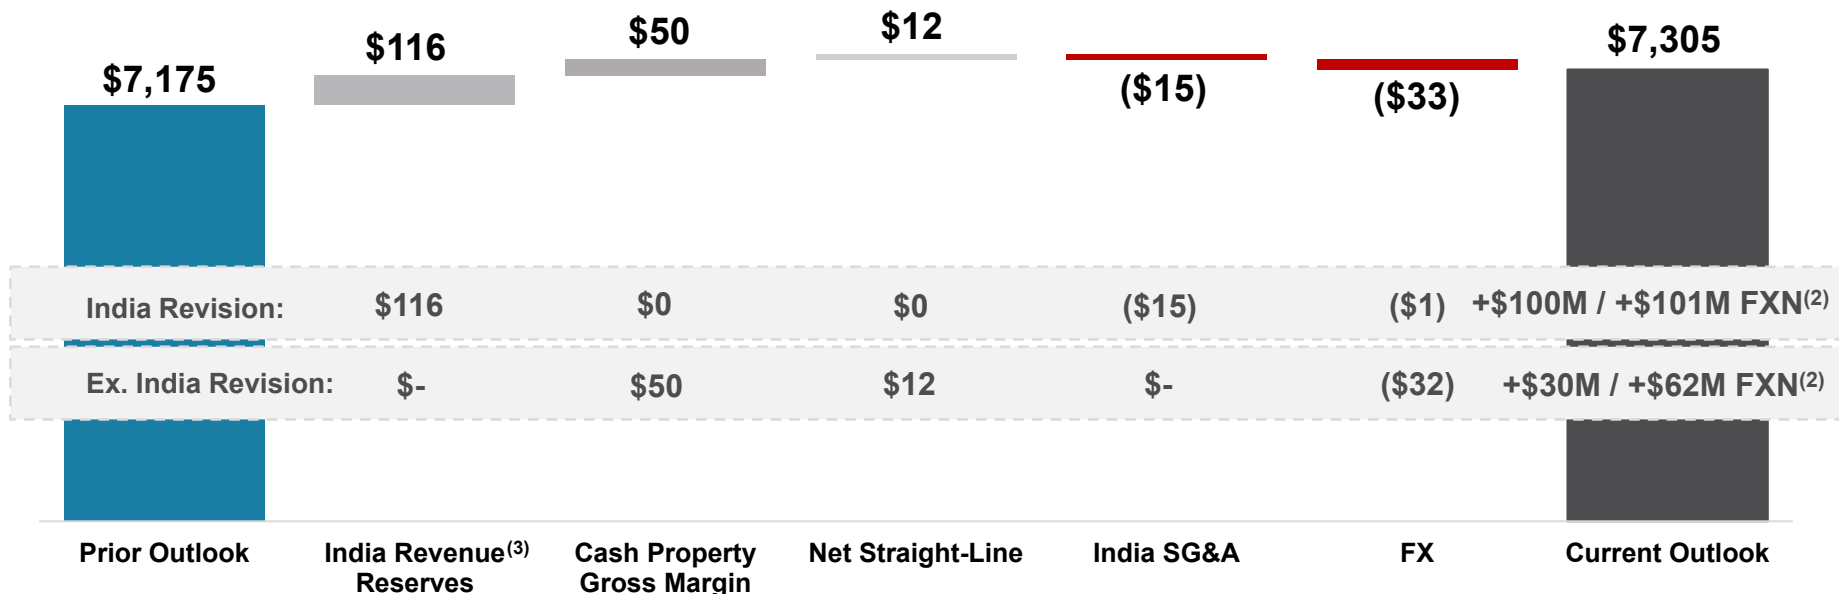 $7,175
$116
$50
$12
($15)
($33)
$7,305
India Revision: $116 $0 $0 ($15) ($1) +$100M / +$101M FXN(2)
Ex. India Revision: $- $50 $12 $- ($32) +$30M / +$62M FXN(2)
Prior Outlook
India Revenue(3)
Reserves
Cash Property
Gross Margin
Net Straight-Line
India SG&A
FX
Current Outlook